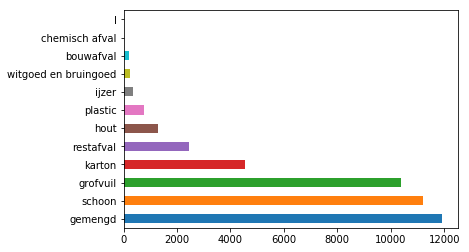 I
chemisch afval
bouwafval
witgoed en bruingoed
ijzer
plastic
hout
restafval
karton
grofvuil
schoon
gemengd
0 2000 4000 6000 8000 10000 12000